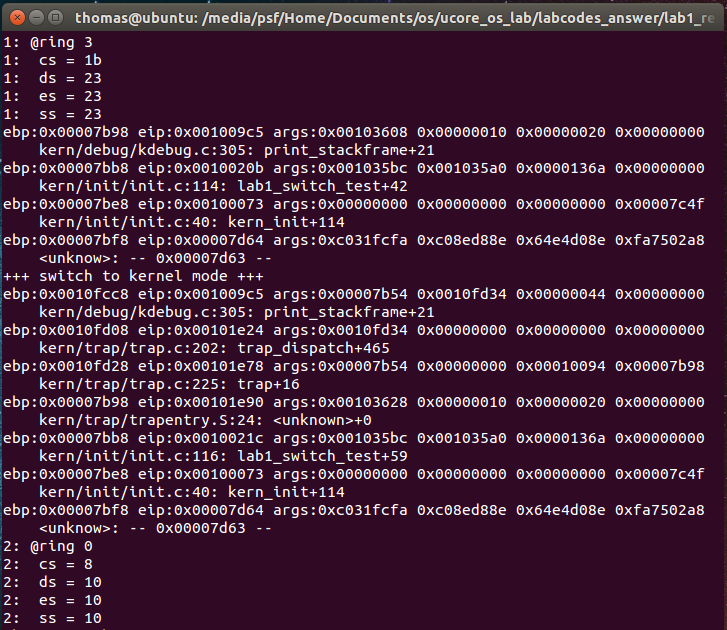 thomas@ubuntu: /media/psf/Home/Documents/os/ucore_os_lab/labcodes_answer/lab1_re
1: @ring 3
1:  cs = 1b
1:  ds = 23
1:  es = 23
1:  ss = 23
ebp:0x00007b98 eip:0x001009c5 args:0x00103608 0x00000010 0x00000020 0x00000000
    kern/debug/kdebug.c:305: print_stackframe+21
ebp:0x00007bb8 eip:0x0010020b args:0x001035bc 0x001035a0 0x0000136a 0x00000000
    kern/init/init.c:114: lab1_switch_test+42
ebp:0x00007be8 eip:0x00100073 args:0x00000000 0x00000000 0x00000000 0x00007c4f
    kern/init/init.c:40: kern_init+114
ebp:0x00007bf8 eip:0x00007d64 args:0xc031fcfa 0xc08ed88e 0x64e4d08e 0xfa7502a8
    <unknow>: -- 0x00007d63 --
+++ switch to kernel mode +++
ebp:0x0010fcc8 eip:0x001009c5 args:0x00007b54 0x0010fd34 0x00000044 0x00000000
    kern/debug/kdebug.c:305: print_stackframe+21
ebp:0x0010fd08 eip:0x00101e24 args:0x0010fd34 0x00000000 0x00000000 0x00000000
    kern/trap/trap.c:202: trap_dispatch+465
ebp:0x0010fd28 eip:0x00101e78 args:0x00007b54 0x00000000 0x00010094 0x00007b98
    kern/trap/trap.c:225: trap+16
ebp:0x00007b98 eip:0x00101e90 args:0x00103628 0x00000010 0x00000020 0x00000000
    kern/trap/trapentry.S:24: <unknown>+0
ebp:0x00007bb8 eip:0x0010021c args:0x001035bc 0x001035a0 0x0000136a 0x00000000
    kern/init/init.c:116: lab1_switch_test+59
ebp:0x00007be8 eip:0x00100073 args:0x00000000 0x00000000 0x00000000 0x00007c4f
    kern/init/init.c:40: kern_init+114
ebp:0x00007bf8 eip:0x00007d64 args:0xc031fcfa 0xc08ed88e 0x64e4d08e 0xfa7502a8
    <unknow>: -- 0x00007d63 --
2: @ring 0
2:  cs = 8
2:  ds = 10
2:  es = 10
2:  ss = 10